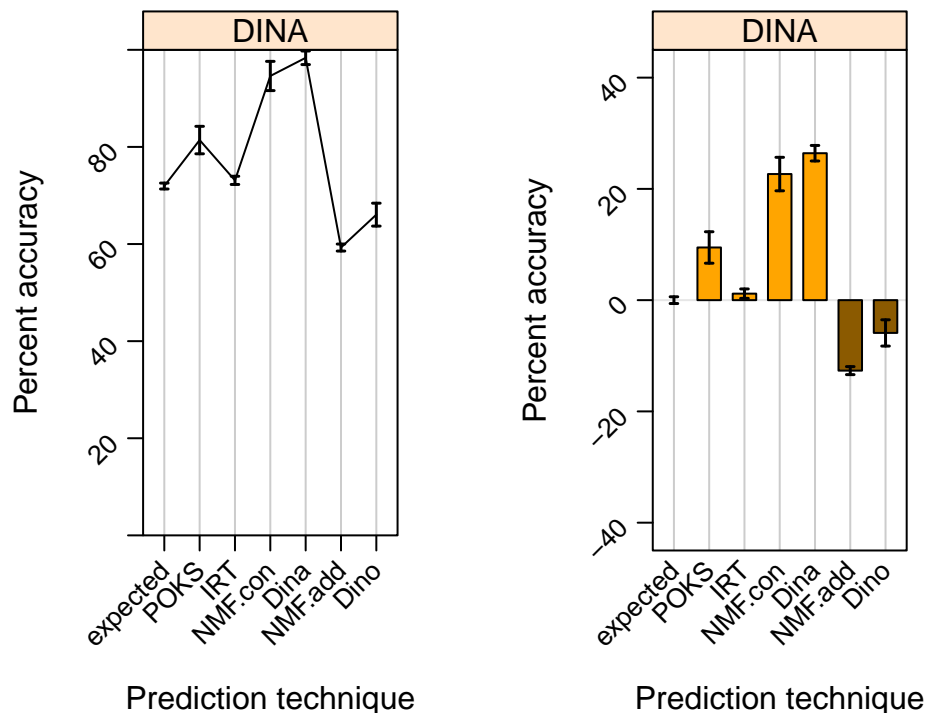 DINA
Percent accuracy
80
60
40
20
expected
POKS
IRT
NMF.con
Dina
NMF.add
Dino
Prediction technique
DINA
Percent accuracy
40
20
0
−20
−40
expected
POKS
IRT
NMF.con
Dina
NMF.add
Dino
Prediction technique